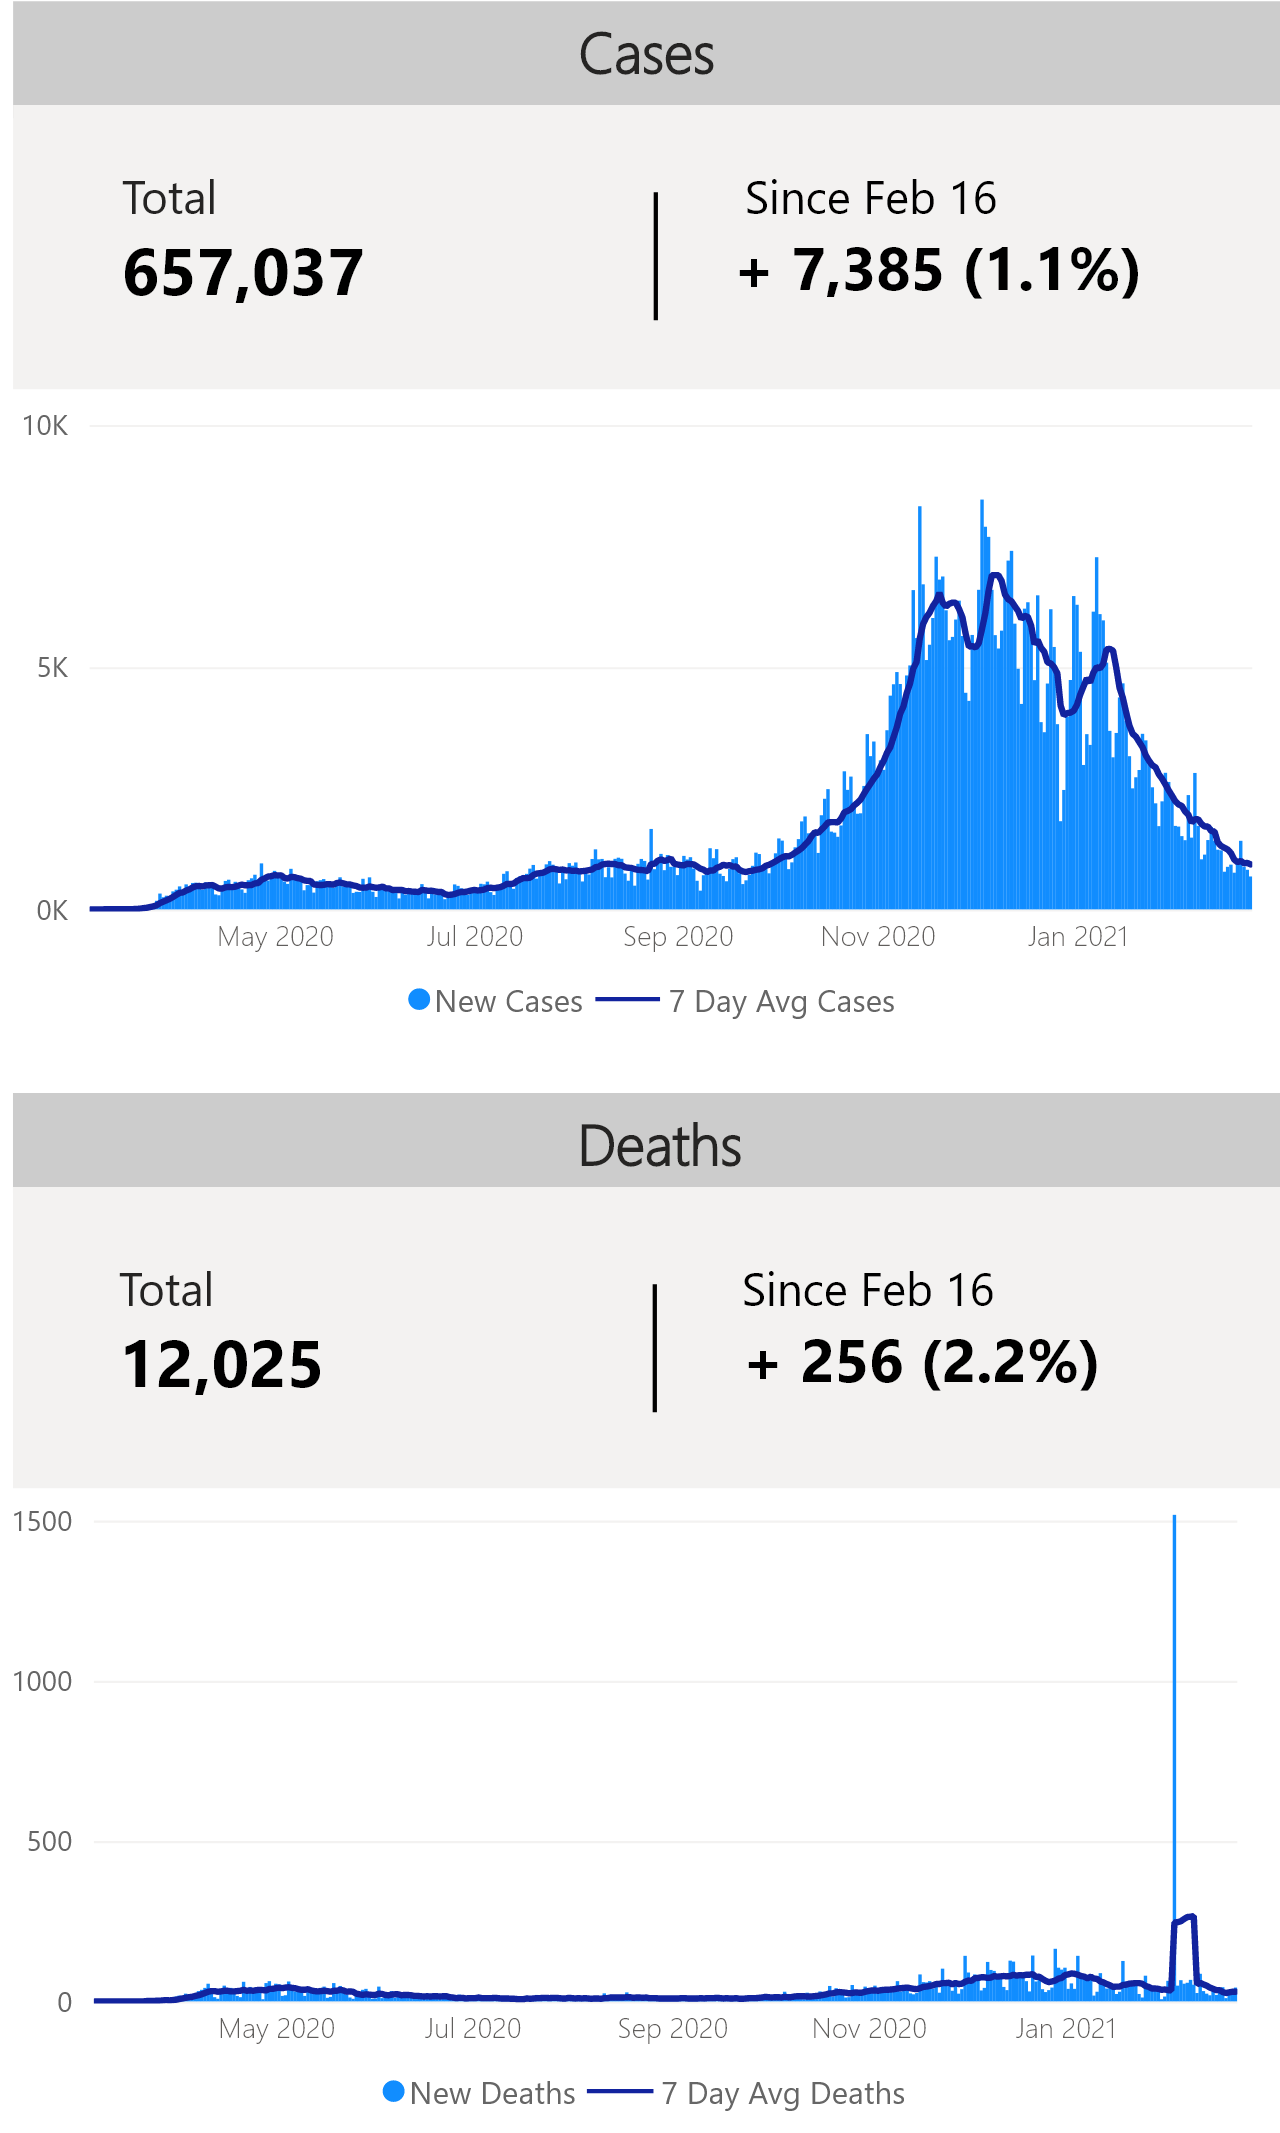 Cases
Total
Since Feb 16
657,037
+ 7,385 (1.1%)
10K
5K
0K
May 2020
Jul 2020
Sep 2020
Nov 2020
Jan 2021
New Cases
7 Day Avg Cases
Deaths
Total
Since Feb 16
12,025
+ 256 (2.2%)
1500
1000
500
0
May 2020
Jul 2020
Sep 2020
Nov 2020
Jan 2021
New Deaths
7 Day Avg Deaths